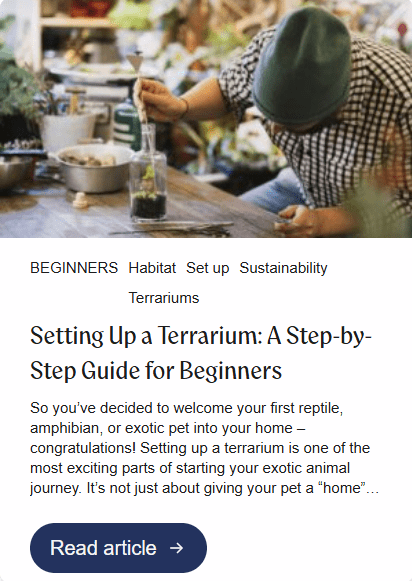 BEGINNERS Habitat Set up Sustainability
Terrariums
Setting Up a Terrarium: A Step-by-
Step Guide for Beginners
So you’ve decided to welcome your first reptile,
amphibian, or exotic pet into your home –
congratulations! Setting up a terrarium is one of the
most exciting parts of starting your exotic animal
journey. It’s not just about giving your pet a “home”…
Read article →